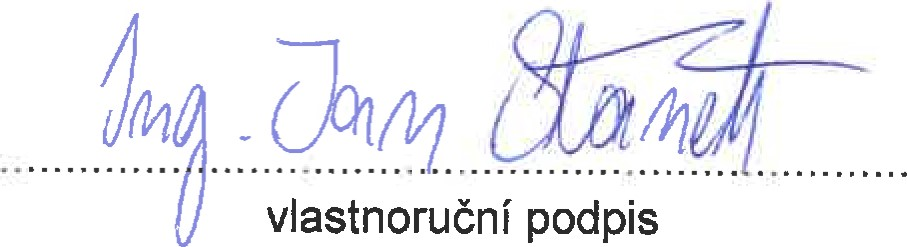 Ing. Jan
vlastnoruční podpis